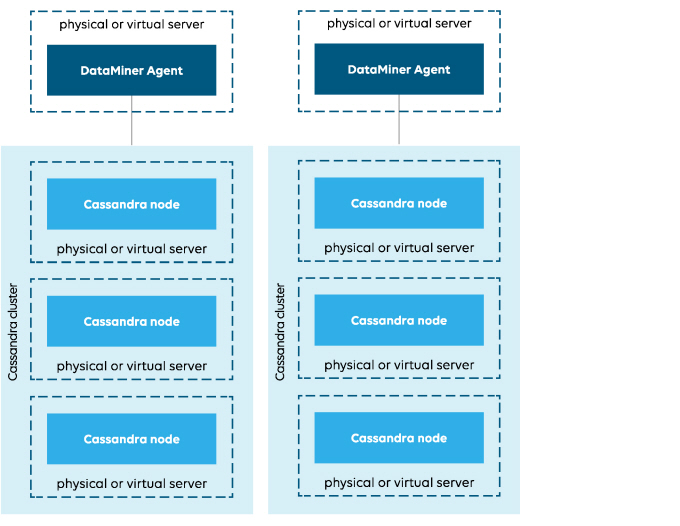 physical or virtual server
DataMiner Agent
Cassandra cluster
Cassandra node
physical or virtual server
Cassandra node
physical or virtual server
Cassandra node
physical or virtual server
physical or virtual server
DataMiner Agent
Cassandra cluster
Cassandra node
physical or virtual server
Cassandra node
physical or virtual server
Cassandra node
physical or virtual server